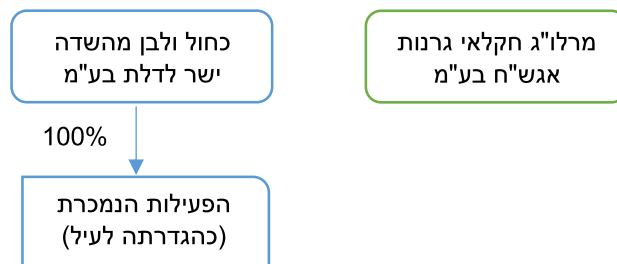 מרלו"ג חקלאי גרנות
אגש"ח בע"מ
כחול ולבן מהשדה
ישר לדלת בע"מ
100%
הפעילות הנמכרת
(כהגדרתה לעיל)